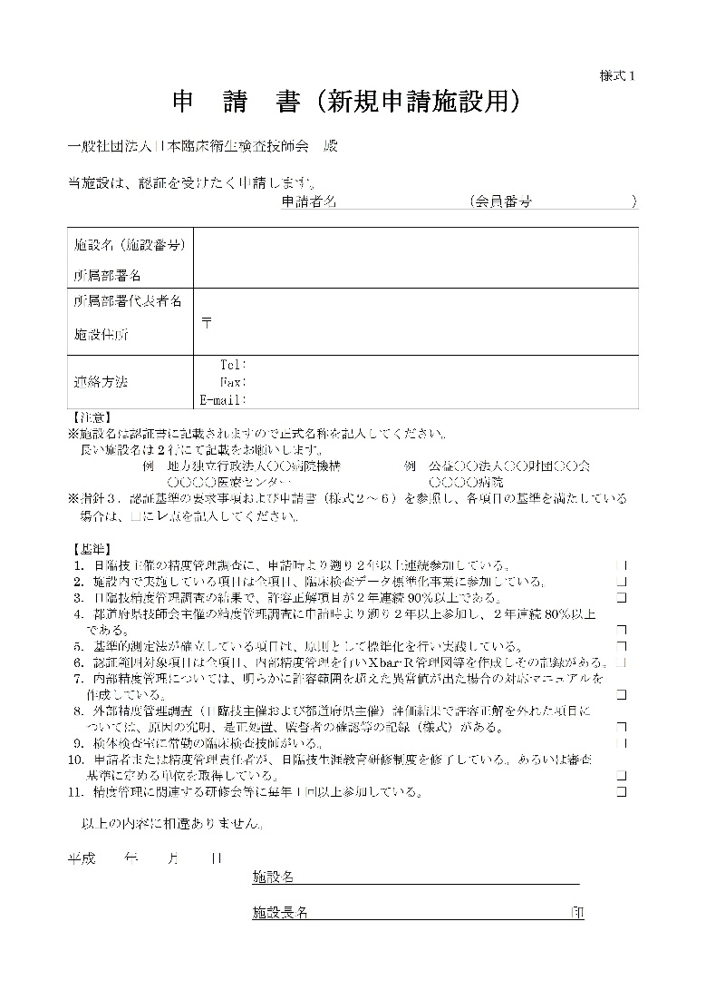 様式１
申　請　書（新規申請施設用）
一般社団法人日本臨床衛生検査技師会　殿
当施設は、認証を受けたく申請します。
申請者名　　　　　　　　　（会員番号　　　　　　　）
施設名（施設番号）
所属部署名
所属部署代表者名
施設住所　〒
連絡方法
Tel:
Fax:
E-mail:
【注意】
※施設名は認証書に記載されますので正式名称を記入してください。
長い施設名は２行にて記載をお願いします。
例　地方独立行政法人○○病院機構　　　　例　公益○○法人○○財団○○会
○○○○医療センター　　　　○○○○病院
※指針３．認証基準の要求事項および申請書（様式２～６）を参照し、各項目の基準を満たしている
場合は、□にレ点を記入してください。
【基準】
1．日臨技主催の精度管理調査に、申請時より遡り２年以上連続参加している。　□
2．施設内で実施している項目は全項目、臨床検査データ標準化事業に参加している。　□
3．日臨技精度管理調査の結果で、許容正解項目が２年連続 90％以上である。　□
4．都道府県技師会主催の精度管理調査に申請時より遡り２年以上参加し、２年連続 80％以上
である。　□
5．基準的測定法が確立している項目は、原則として標準化を行い実践している。　□
6．認証範囲対象項目は全項目、内部精度管理を行いＸbar‐Ｒ管理図等を作成しその記録がある。　□
7．内部精度管理については、明らかに許容範囲を超えた異常値が出た場合の対応マニュアルを
作成している。　□
8．外部精度管理調査（日臨技主催および都道府県主催）評価結果で許容正解を外れた項目に
ついては、原因の究明、是正処置、監督者の確認等の記録（様式）がある。　□
9．検体検査室に常勤の臨床検査技師がいる。　□
10．申請者または精度管理責任者が、日臨技生涯教育研修制度を修了している。あるいは審査
基準に定める単位を取得している。　□
11．精度管理に関連する研修会等に毎年１回以上参加している。　□
以上の内容に相違ありません。
平成　　年　　月　　日
施設名
施設長名　　　　　　　　　　　　　　　印